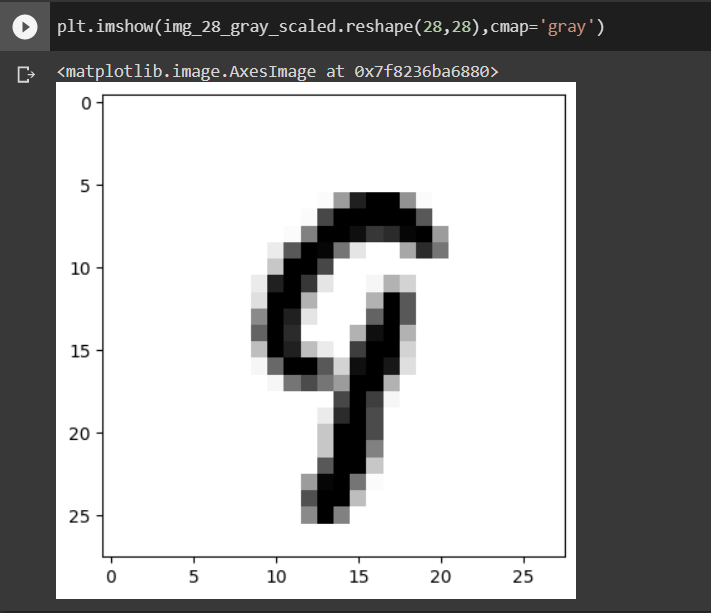 plt.imshow(img_28_gray_scaled.reshape(28,28),cmap='gray')
<matplotlib.image.AxesImage at 0x7f8236ba6880>
0
5
10
15
20
25
9
0 5 10 15 20 25